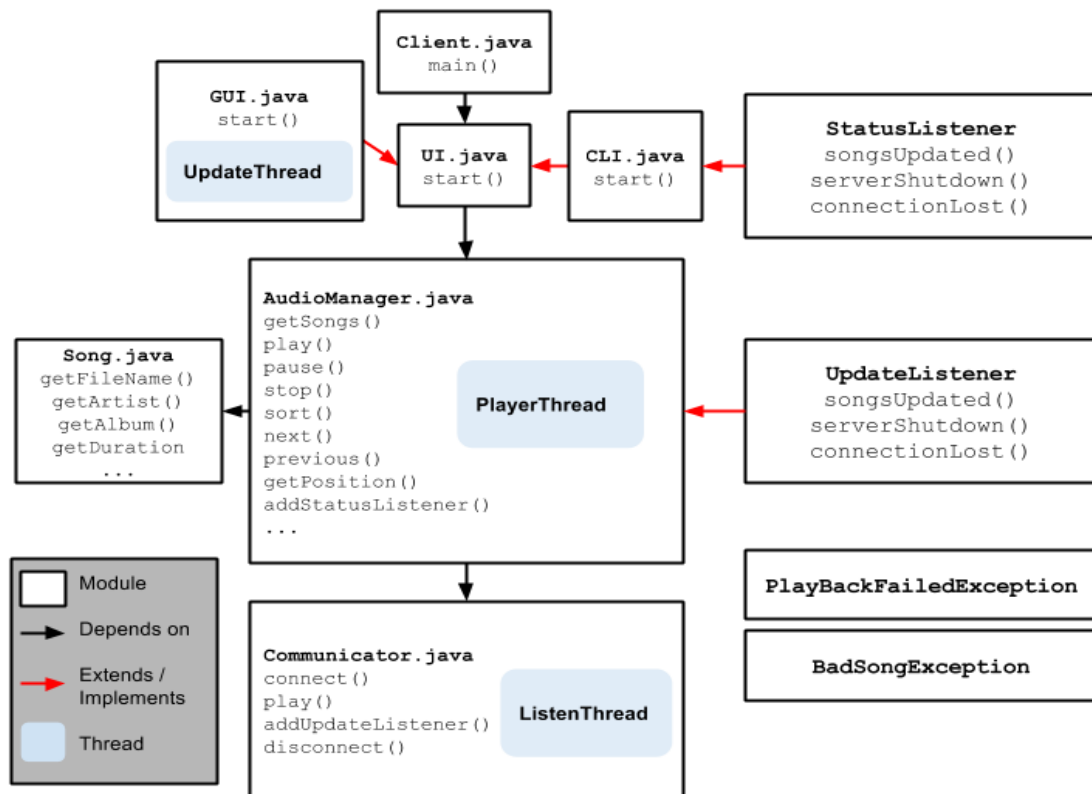 Client.java
main()
GUI.java
start()
UpdateThread
UI.java
start()
CLI.java
start()
StatusListener
songsUpdated()
serverShutdown()
connectionLost()
AudioManager.java
getSongs()
play()
pause()
stop()
sort()
next()
previous()
getPosition()
addStatusListener()
...
PlayerThread
Song.java
getFileName()
getArtist()
getAlbum()
getDuration
...
UpdateListener
songsUpdated()
serverShutdown()
connectionLost()
Module
Depends on
Extends /
Implements
Thread
Communicator.java
connect()
play()
addUpdateListener()
disconnect()
ListenThread
PlayBackFailedException
BadSongException